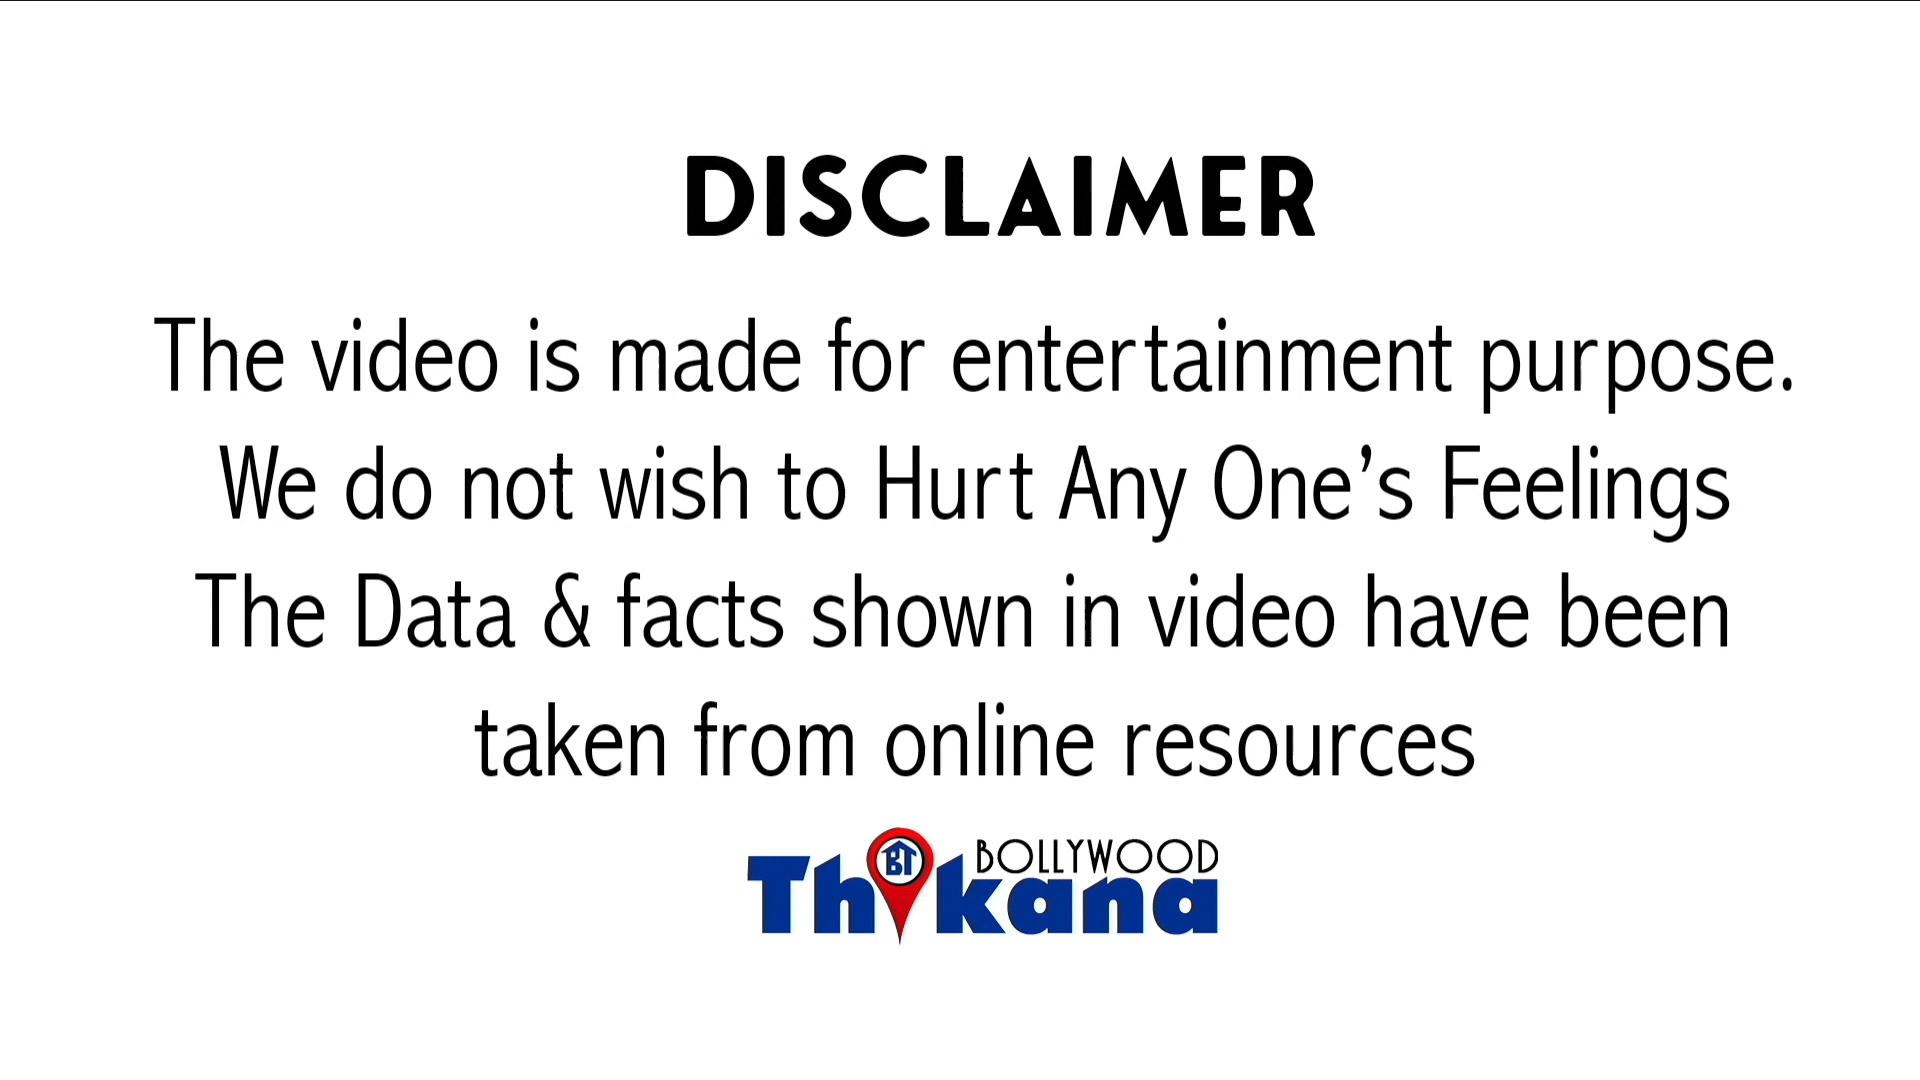 DISCLAIMER
The video is made for entertainment purpose.
We do not wish to Hurt Any One’s Feelings
The Data & facts shown in video have been
taken from online resources
BOLLYWOOD
BT
Thikana